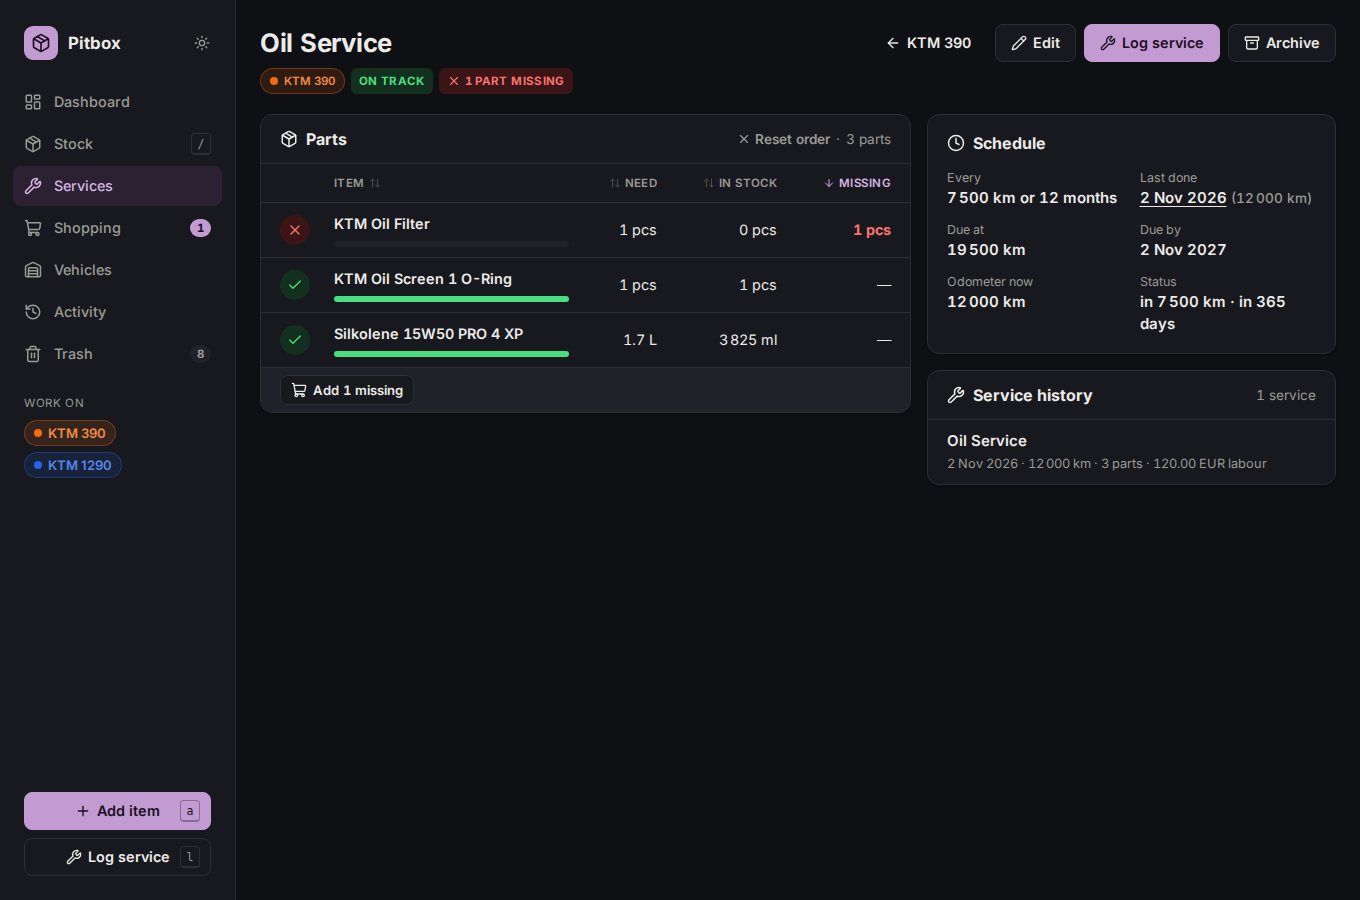 Pitbox
Dashboard
Stock /
Services
Shopping 1
Vehicles
Activity
Trash 8
WORK ON
KTM 390
KTM 1290
Add item a
Log service l
Oil Service
KTM 390
Edit
Log service
Archive
KTM 390 ON TRACK 1 PART MISSING
Parts
Reset order · 3 parts
ITEM NEED IN STOCK MISSING
KTM Oil Filter 1 pcs 0 pcs 1 pcs
KTM Oil Screen 1 O-Ring 1 pcs 1 pcs —
Silkolene 15W50 PRO 4 XP 1.7 L 3 825 ml —
Add 1 missing
Schedule
Every Last done
7 500 km or 12 months 2 Nov 2026 (12 000 km)
Due at Due by
19 500 km 2 Nov 2027
Odometer now Status
12 000 km in 7 500 km · in 365
days
Service history 1 service
Oil Service
2 Nov 2026 · 12 000 km · 3 parts · 120.00 EUR labour